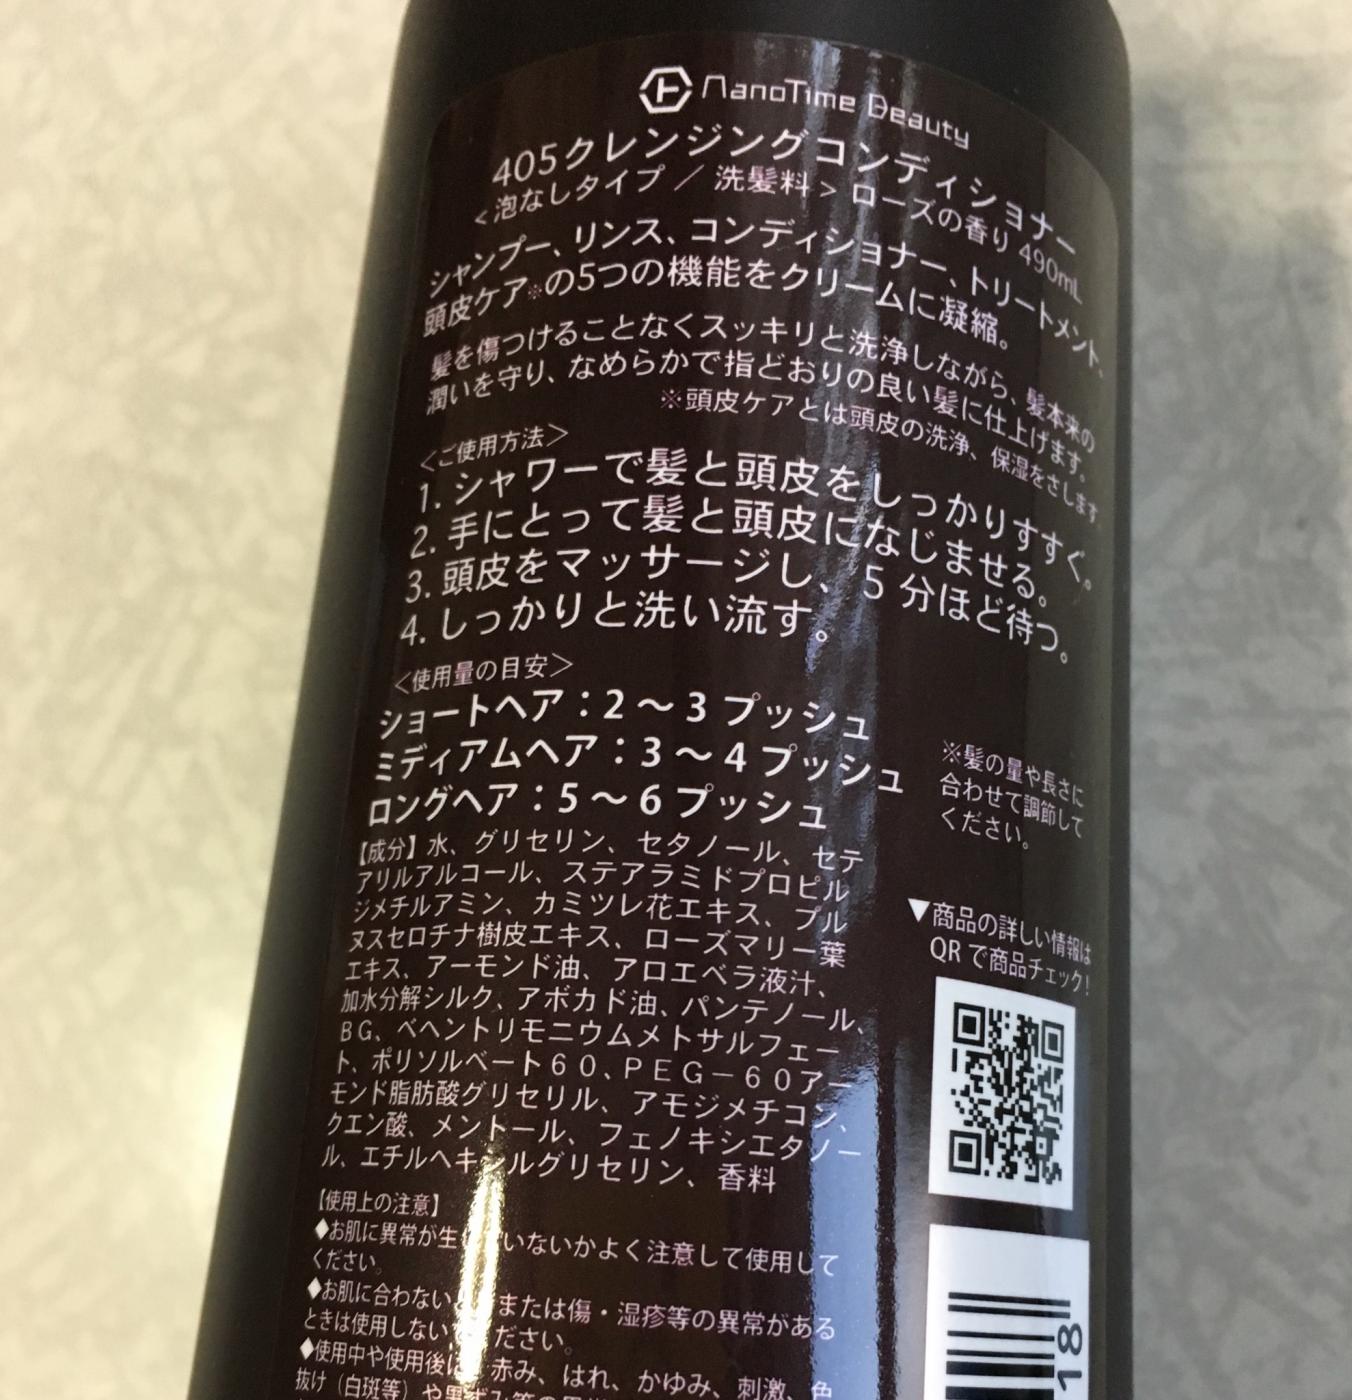 NanoTime Beauty
405クレンジングコンディショナー
<泡なしタイプ / 洗髪料> ローズの香り 490mL
シャンプー、リンス、コンディショナー、トリートメント、
頭皮ケア※の5つの機能をクリームに凝縮。
髪を傷つけることなくスッキリと洗浄しながら、髪本来の
潤いを守り、なめらかで指どおりの良い髪に仕上げます。
※頭皮ケアとは頭皮の洗浄、保湿をさします。
<ご使用方法>
1. シャワーで髪と頭皮をしっかりすすぐ。
2. 手にとって髪と頭皮になじませる。
3. 頭皮をマッサージし、5 分ほど待つ。
4. しっかりと洗い流す。
<使用量の目安>
ショートヘア：2 〜 3 プッシュ
ミディアムヘア：3 〜 4 プッシュ
ロングヘア：5 〜 6 プッシュ
※髪の量や長さに
合わせて調節して
ください。
【成分】水、グリセリン、セタノール、セテ
アリルアルコール、ステアラミドプロピル
ジメチルアミン、カミツレ花エキス、プル
ヌスセロチナ樹皮エキス、ローズマリー葉
エキス、アーモンド油、アロエベラ液汁、
加水分解シルク、アボカド油、パンテノール、
BG、ベヘントリモニウムメトサルフェー
ト、ポリソルベート６０、ＰＥＧ－６０アー
モンド脂肪酸グリセリル、アモジメチコン、
クエン酸、メントール、フェノキシエタノー
ル、エチルヘキシルグリセリン、香料
▼商品の詳しい情報は
QR で商品チェック！
【使用上の注意】
◆お肌に異常が生 いないかよく注意して使用して
ください。
◆お肌に合わない または傷・湿疹等の異常がある
ときは使用しない ださい。
◆使用中や使用後に 赤み、はれ、かゆみ、刺激、色
抜け（白斑等）や
18